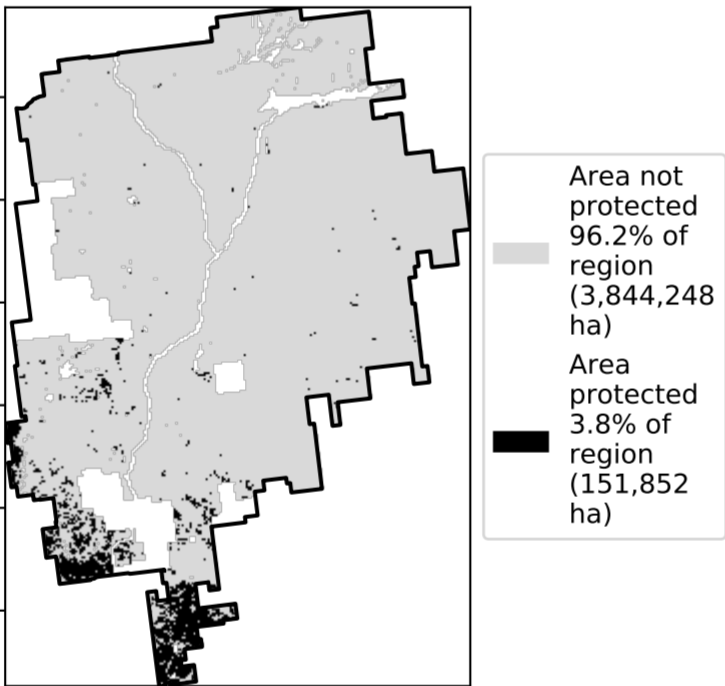 Area not
protected
96.2% of
region
(3,844,248
ha)
Area
protected
3.8% of
region
(151,852
ha)